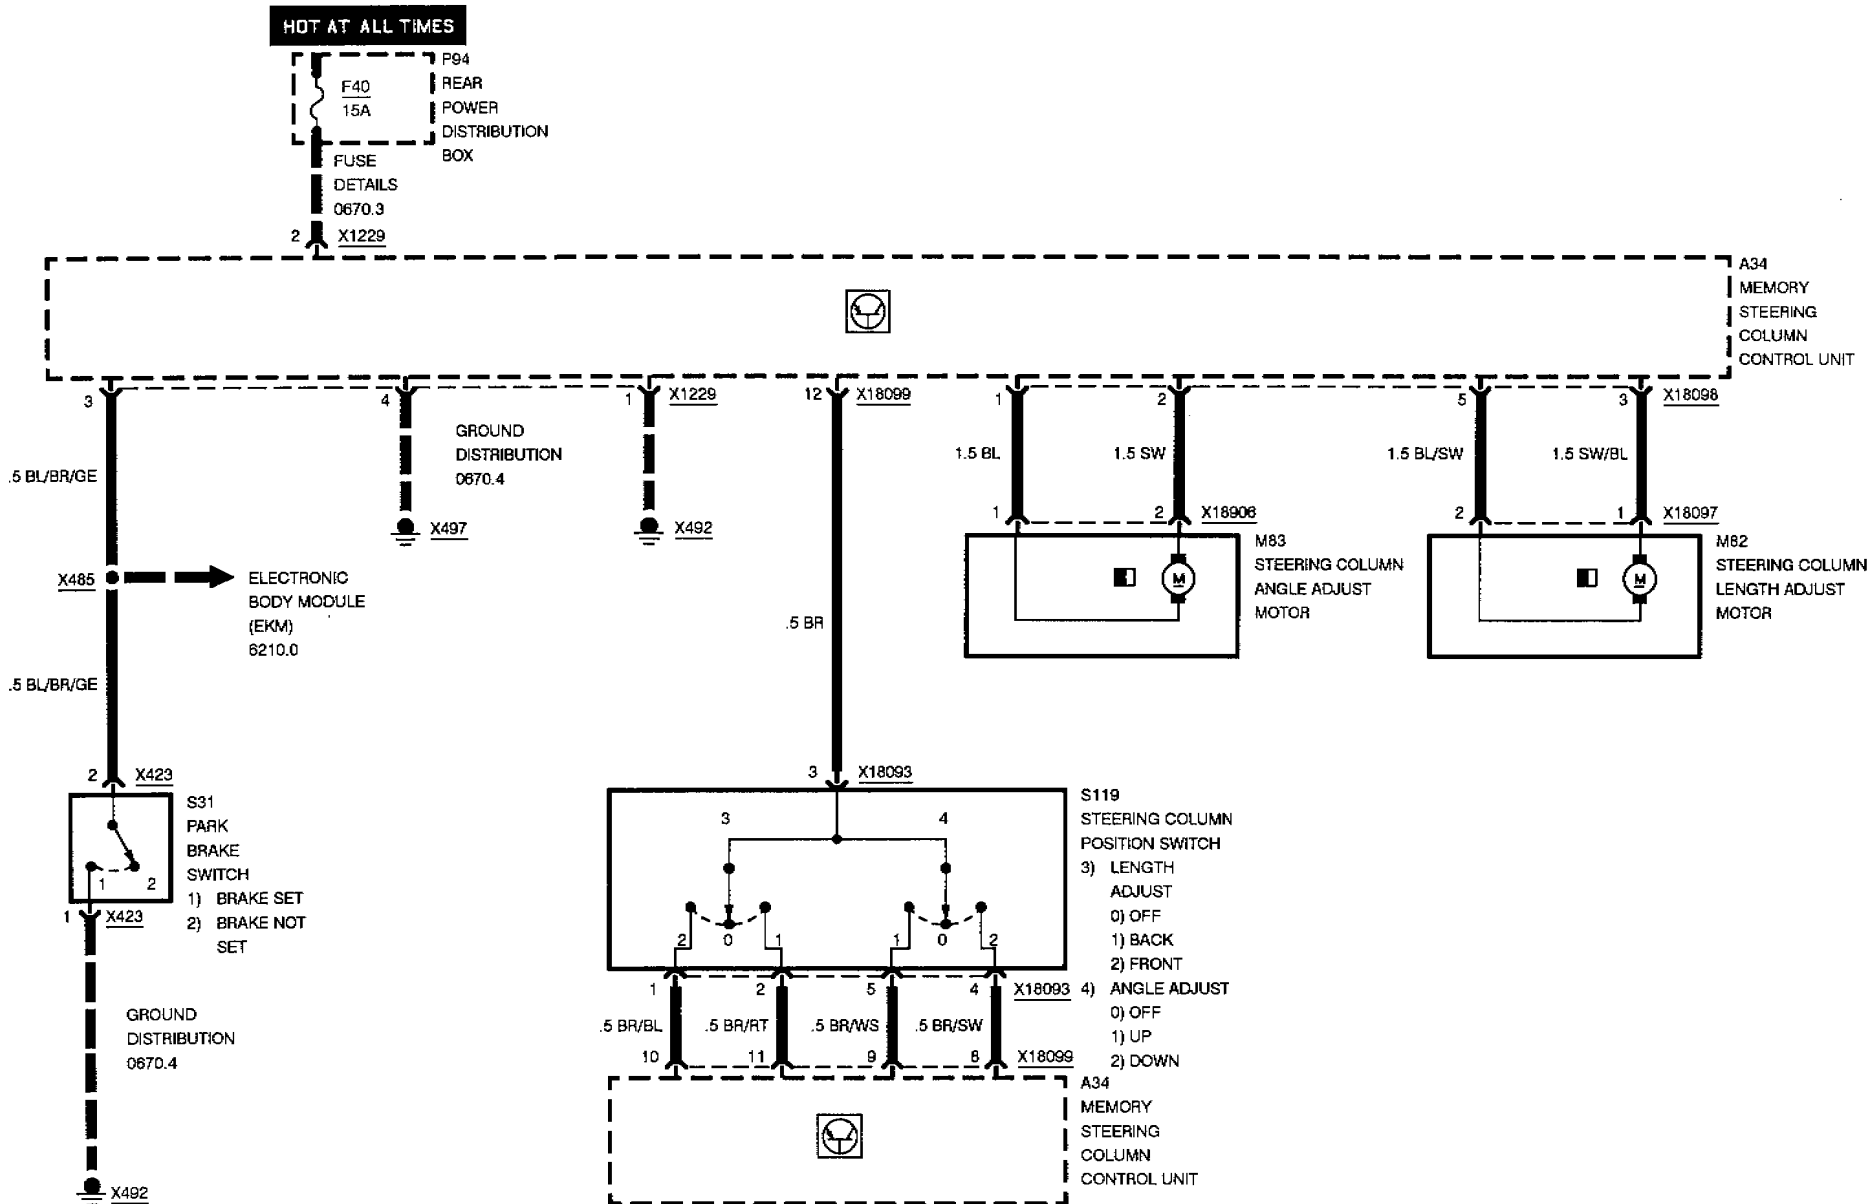 HOT AT ALL TIMES
F40
15A
P94
REAR
POWER
DISTRIBUTION
BOX
FUSE
DETAILS
0670.3
2 X1229
A34
MEMORY
STEERING
COLUMN
CONTROL UNIT
3 4 1 X1229 12 X18099 1 2 5 3 X18098
GROUND
DISTRIBUTION
0670.4
.5 BL/BR/GE
1.5 BL 1.5 SW 1.5 BL/SW 1.5 SW/BL
X497 X492
1 2 X18906 2 1 X18097
M83
STEERING COLUMN
ANGLE ADJUST
MOTOR
M
M82
STEERING COLUMN
LENGTH ADJUST
MOTOR
M
X485
ELECTRONIC
BODY MODULE
(EKM)
6210.0
.5 BR
.5 BL/BR/GE
2 X423
S31
PARK
BRAKE
SWITCH
1) BRAKE SET
2) BRAKE NOT
SET
1 2
1 X423
GROUND
DISTRIBUTION
0670.4
X492
3 X18093
3 4
2 0 1 1 0 2
S119
STEERING COLUMN
POSITION SWITCH
3) LENGTH
ADJUST
0) OFF
1) BACK
2) FRONT
4) ANGLE ADJUST
0) OFF
1) UP
2) DOWN
1 2 5 4 X18093
.5 BR/BL .5 BR/RT .5 BR/WS .5 BR/SW
10 11 9 8 X18099
A34
MEMORY
STEERING
COLUMN
CONTROL UNIT